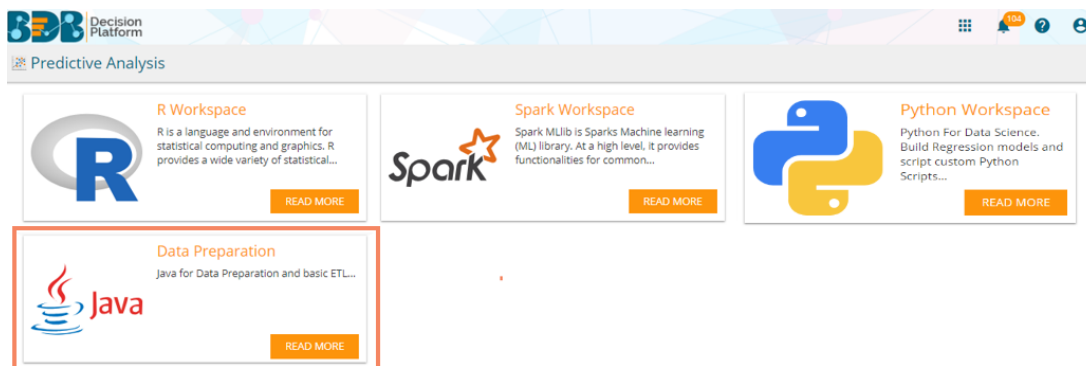 BDB Decision
Platform
104
Predictive Analysis
R Workspace
R is a language and environment for
statistical computing and graphics. R
provides a wide variety of statistical...
READ MORE
R
Spark Workspace
Spark MLlib is Sparks Machine learning
(ML) library. At a high level, it provides
functionalities for common...
READ MORE
Spark
Python Workspace
Python For Data Science.
Build Regression models and
script custom Python
Scripts...
READ MORE
Data Preparation
Java for Data Preparation and basic ETL...
READ MORE
Java